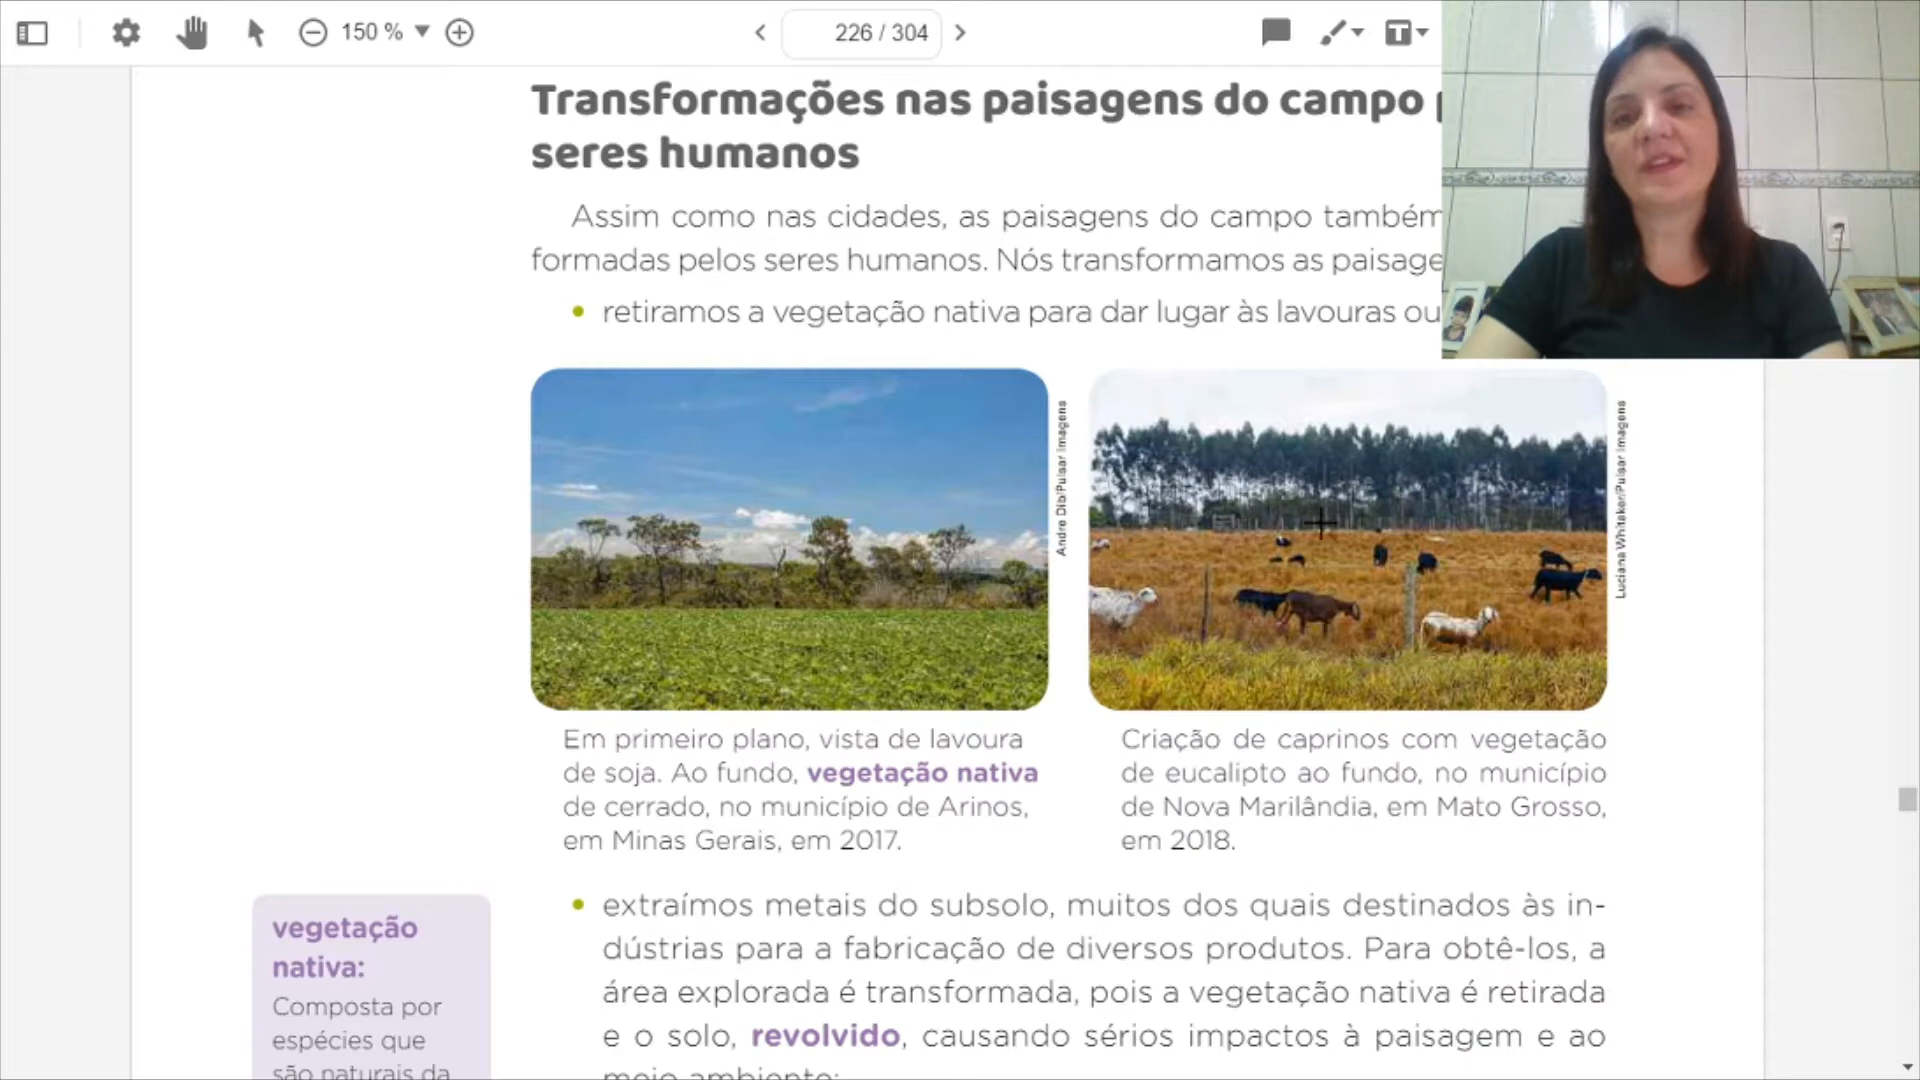 150 %
226 / 304
Transformações nas paisagens do campo
seres humanos
Assim como nas cidades, as paisagens do campo também
formadas pelos seres humanos. Nós transformamos as
retiramos a vegetação nativa para dar lugar às lavouras ou
Andre Dib/Pulsar Imagens
Luciana Whitaker/Pulsar Imagens
Em primeiro plano, vista de lavoura
de soja. Ao fundo, vegetação nativa
de cerrado, no município de Arinos,
em Minas Gerais, em 2017.
Criação de caprinos com vegetação
de eucalipto ao fundo, no município
de Nova Marilândia, em Mato Grosso,
em 2018.
vegetação
nativa:
Composta por
espécies que
são naturais da
extraímos metais do subsolo, muitos dos quais destinados às in-
dústrias para a fabricação de diversos produtos. Para obtê-los, a
área explorada é transformada, pois a vegetação nativa é retirada
e o solo, revolvido, causando sérios impactos à paisagem e ao
meio ambiente;